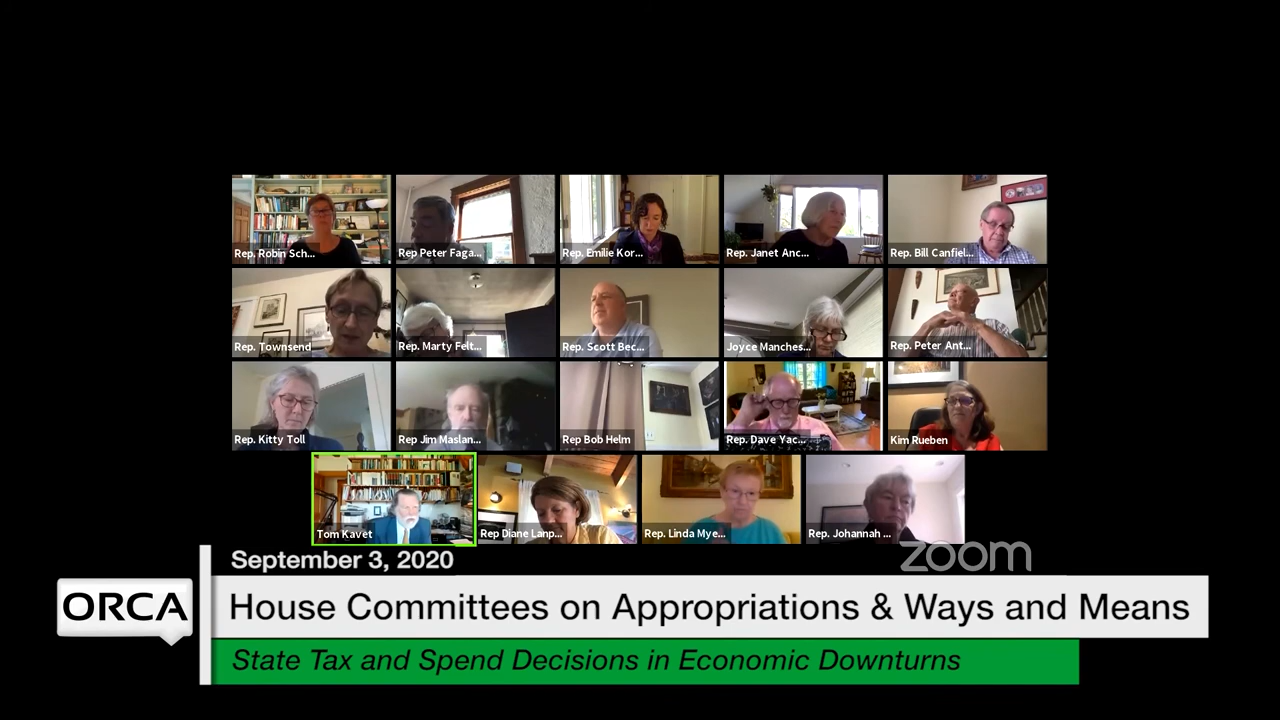 Rep. Robin Sch...
Rep Peter Faga...
Rep. Emilie Kor...
Rep. Janet Anc...
Rep. Bill Canfiel...
Rep. Townsend
Rep. Marty Felt...
Rep. Scott Bec...
Joyce Manches...
Rep. Peter Ant...
Rep. Kitty Toll
Rep Jim Maslan...
Rep Bob Helm
Rep. Dave Yac...
Kim Rueben
Tom Kavet
Rep Diane Lanp...
Rep. Linda Mye...
Rep. Johannah ...
zoom
September 3, 2020
ORCA
House Committees on Appropriations & Ways and Means
State Tax and Spend Decisions in Economic Downturns